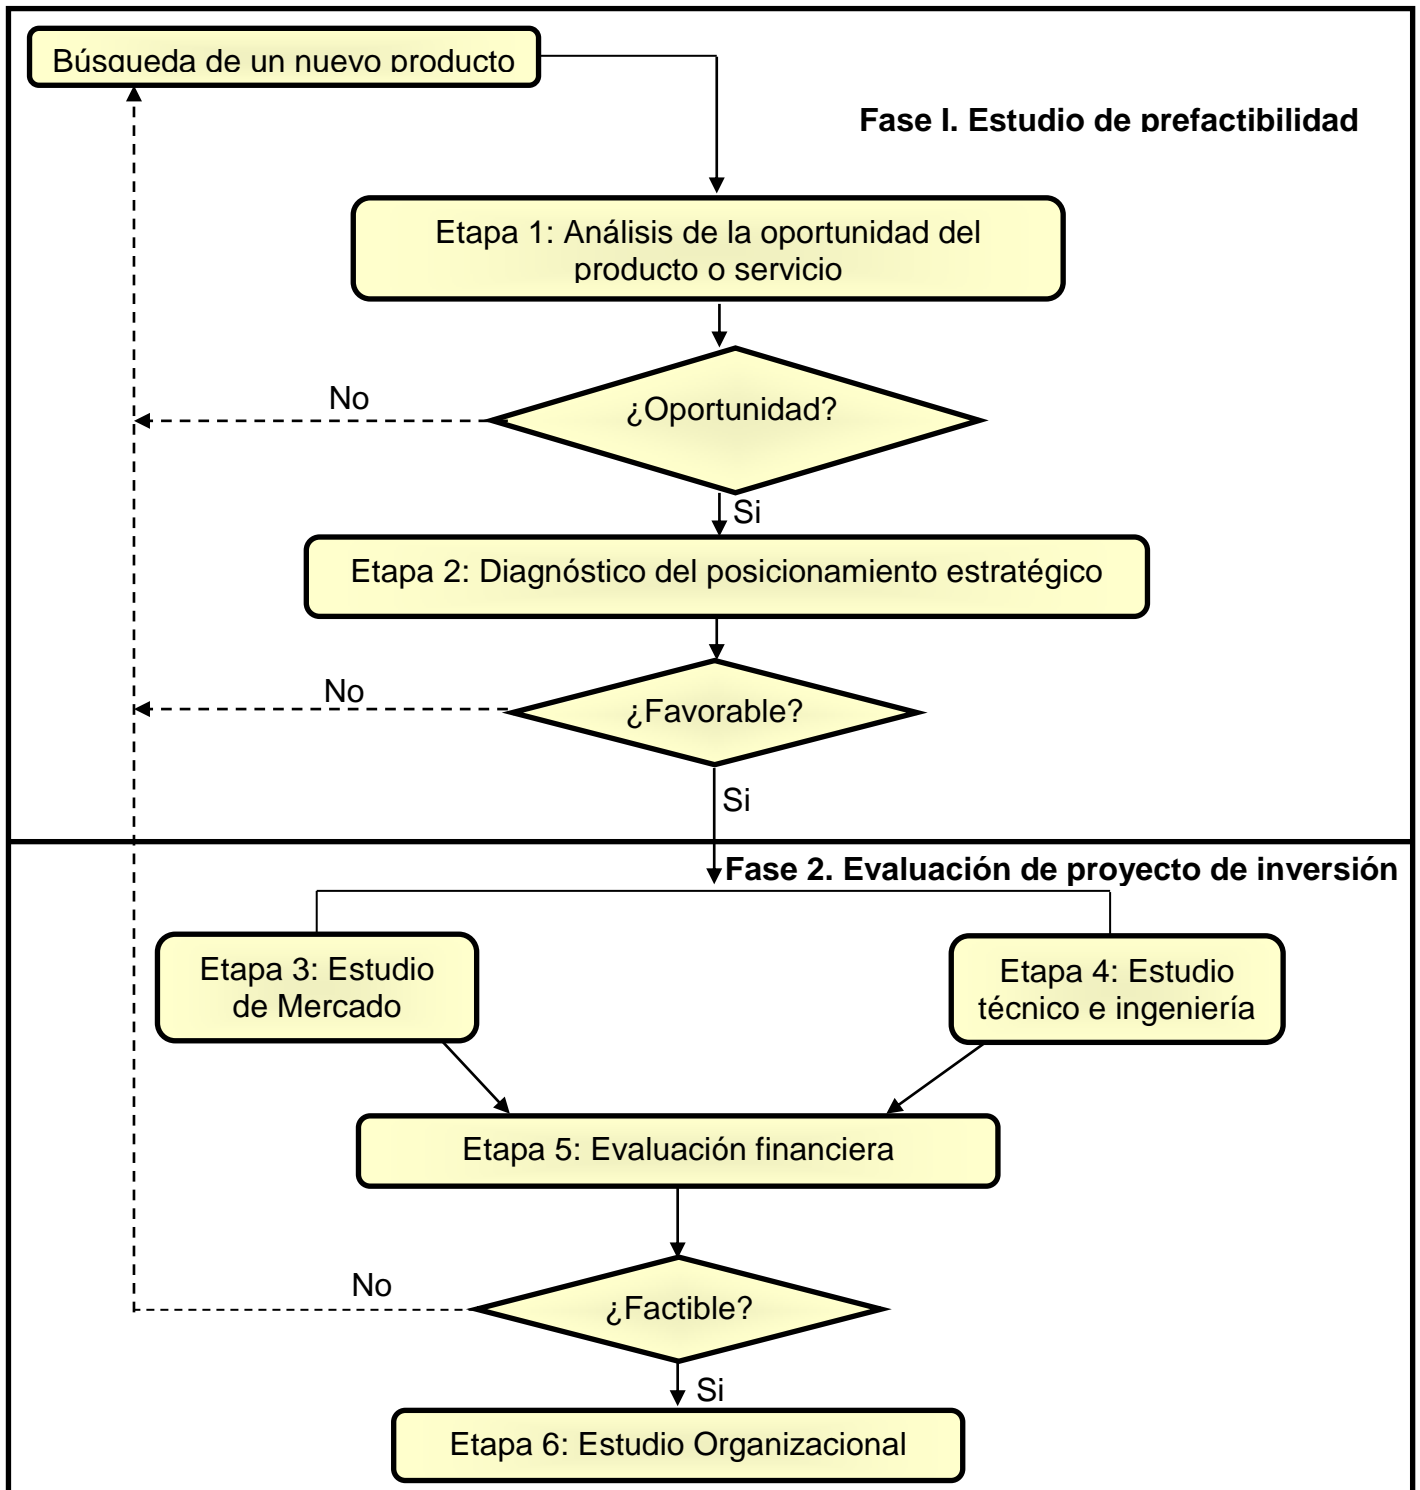 Búsqueda de un nuevo producto
Fase I. Estudio de prefactibilidad
Etapa 1: Análisis de la oportunidad del
producto o servicio
¿Oportunidad?
No
Si
Etapa 2: Diagnóstico del posicionamiento estratégico
¿Favorable?
No
Si
Fase 2. Evaluación de proyecto de inversión
Etapa 3: Estudio
de Mercado
Etapa 4: Estudio
técnico e ingeniería
Etapa 5: Evaluación financiera
¿Factible?
No
Si
Etapa 6: Estudio Organizacional